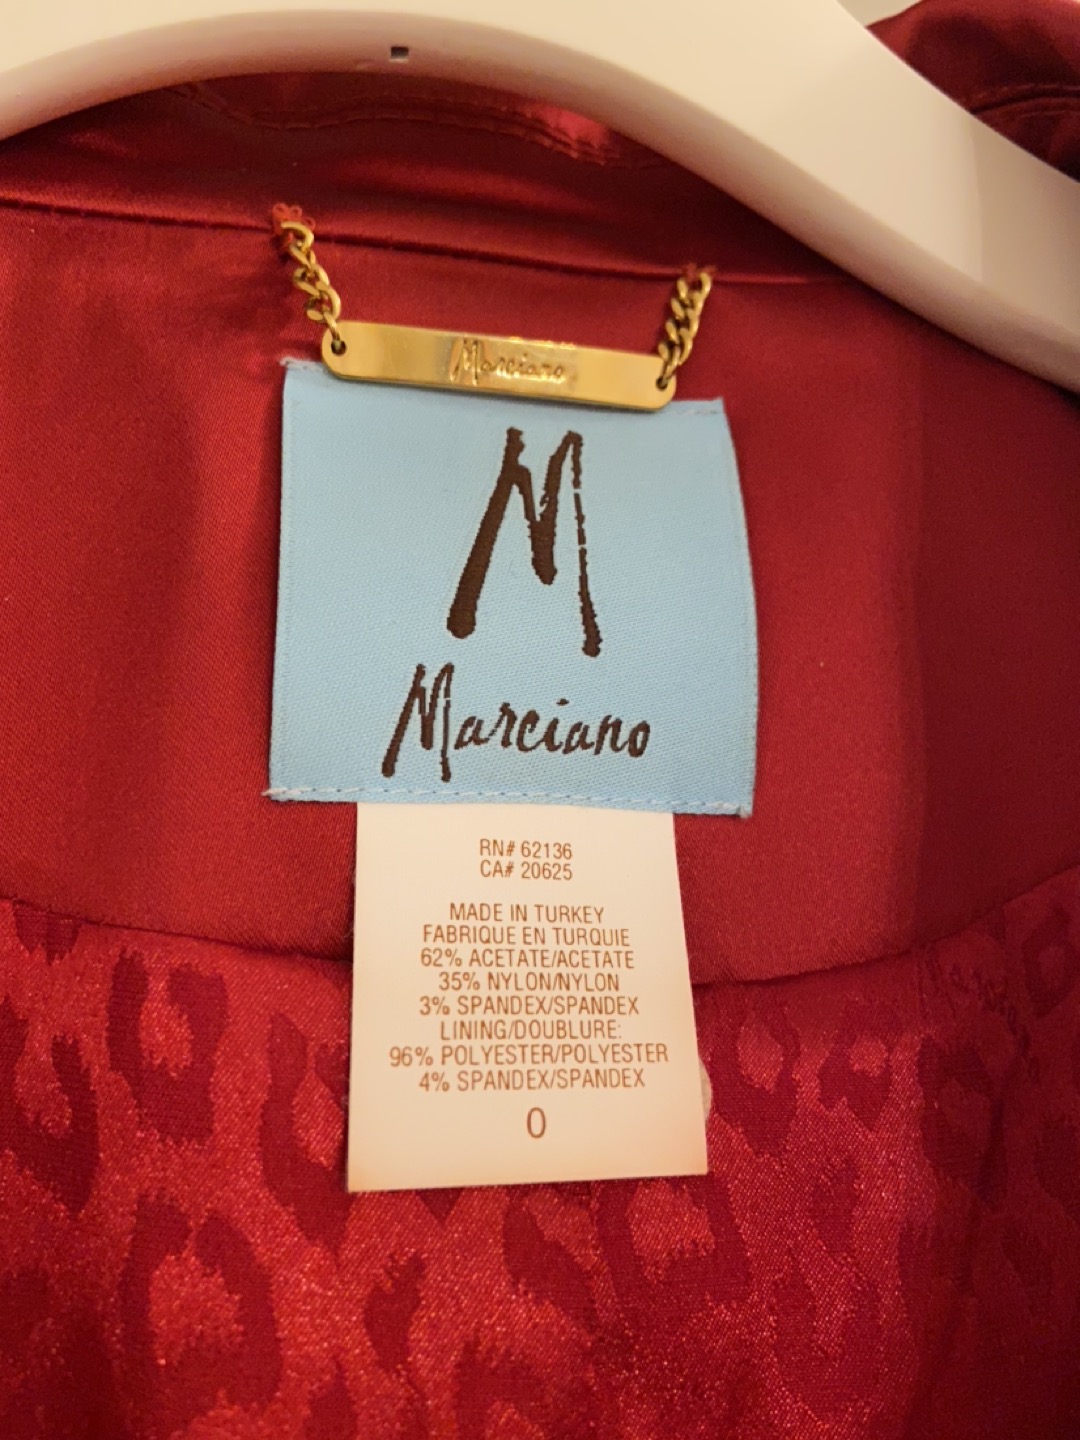 Marciano
M
Marciano
RN# 62136
CA# 20625
MADE IN TURKEY
FABRIQUE EN TURQUIE
62% ACETATE/ACETATE
35% NYLON/NYLON
3% SPANDEX/SPANDEX
LINING/DOUBLURE:
96% POLYESTER/POLYESTER
4% SPANDEX/SPANDEX
0